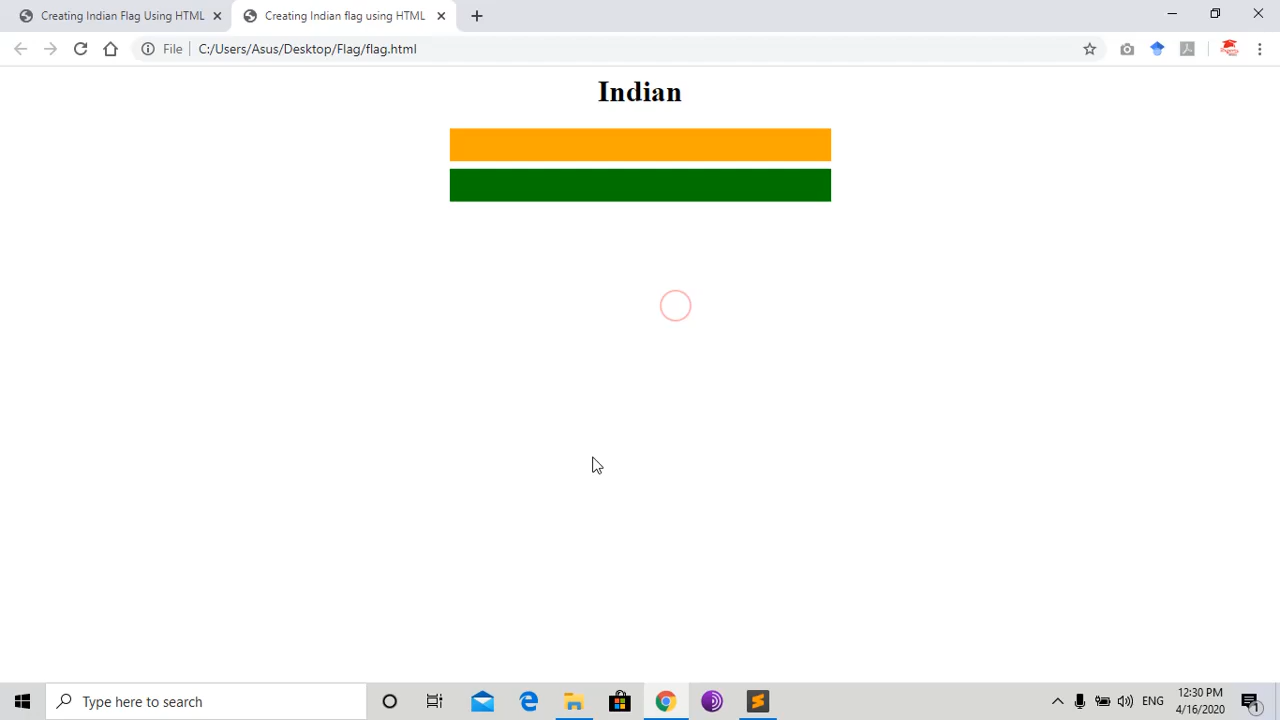 Creating Indian Flag Using HTML
Creating Indian flag using HTML
File
C:/Users/Asus/Desktop/Flag/flag.html
Indian
Type here to search
ENG
12:30 PM
4/16/2020
1